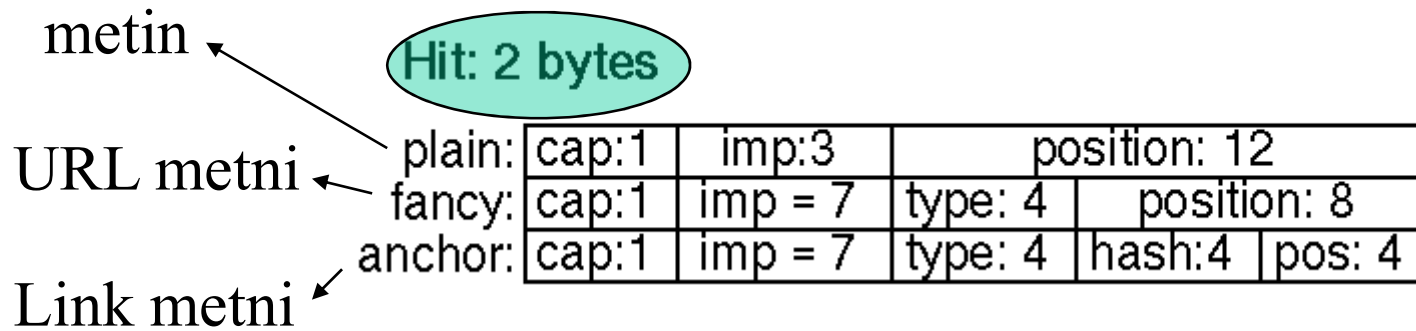 metin
Hit: 2 bytes
plain: cap:1 imp:3 position: 12
URL metni
fancy: cap:1 imp = 7 type: 4 position: 8
anchor: cap:1 imp = 7 type: 4 hash:4 pos: 4
Link metni